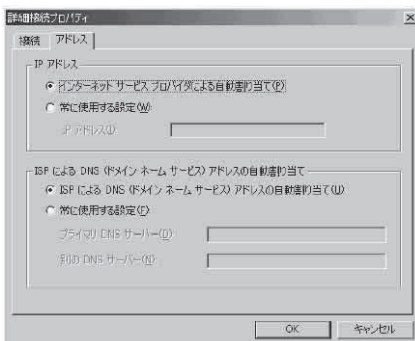 詳細接続プロパティ
接続 アドレス
IP アドレス
インターネット サービス プロバイダによる自動割り当て(P)
常に使用する設定(W)
IP アドレス(I)
ISP による DNS (ドメイン ネーム サービス) アドレスの自動割り当て
ISP による DNS (ドメイン ネーム サービス) アドレスの自動割り当て(U)
常に使用する設定(F)
プライマリ DNS サーバー(D)
別の DNS サーバー(N)
OK キャンセル